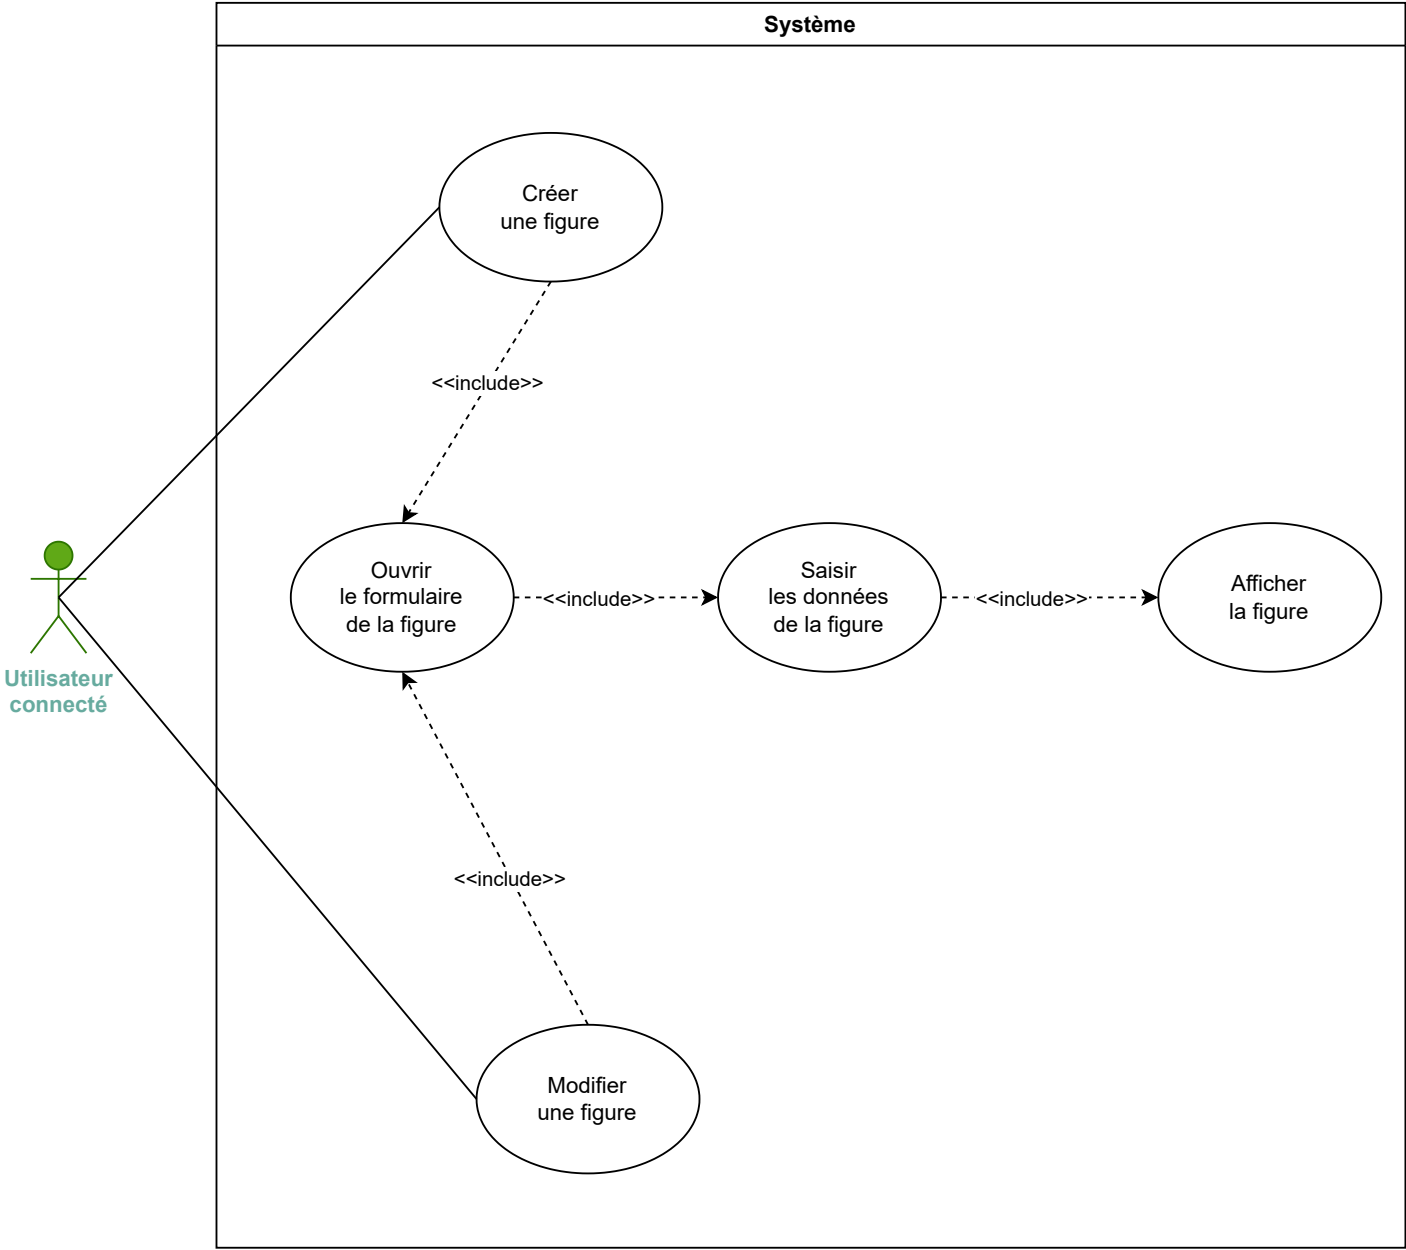 Système
Créer
une figure
<<include>>
Ouvrir
le formulaire
de la figure
<<include>>
Saisir
les données
de la figure
<<include>>
Afficher
la figure
Utilisateur
connecté
<<include>>
Modifier
une figure